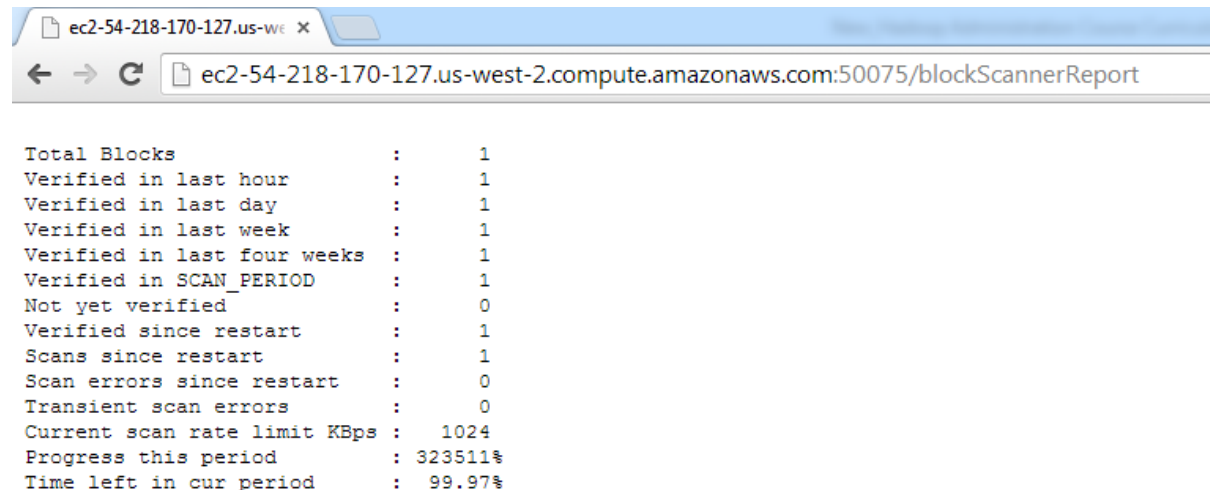 ec2-54-218-170-127.us-we
ec2-54-218-170-127.us-west-2.compute.amazonaws.com:50075/blockScannerReport
Total Blocks : 1
Verified in last hour : 1
Verified in last day : 1
Verified in last week : 1
Verified in last four weeks : 1
Verified in SCAN_PERIOD : 1
Not yet verified : 0
Verified since restart : 1
Scans since restart : 1
Scan errors since restart : 0
Transient scan errors : 0
Current scan rate limit KBps : 1024
Progress this period : 323511%
Time left in cur period : 99.97%